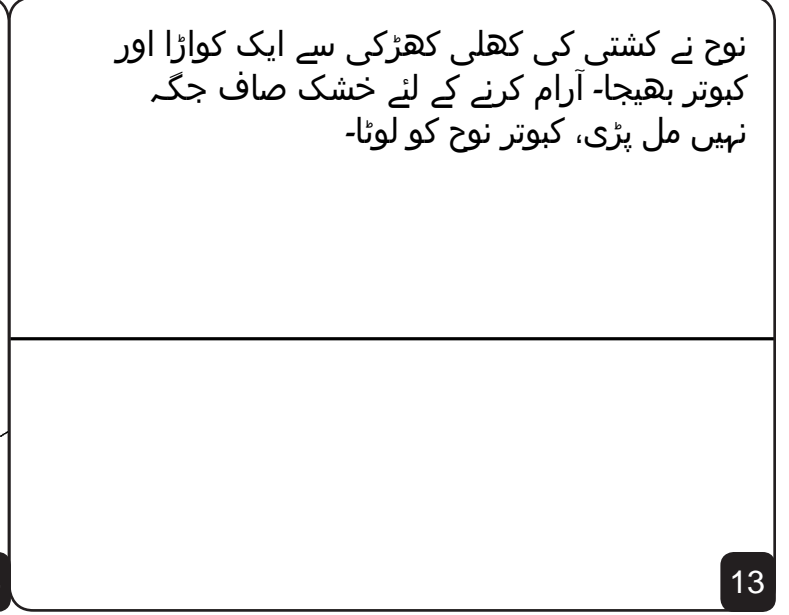 نوح نے کشتی کی کھلی کھڑکی سے ایک کواڑا اور
کبوتر بھیجا۔ آرام کرنے کے لئے خشک صاف جگہ
نہیں مل پڑی، کبوتر نوح کو لوٹا۔
13